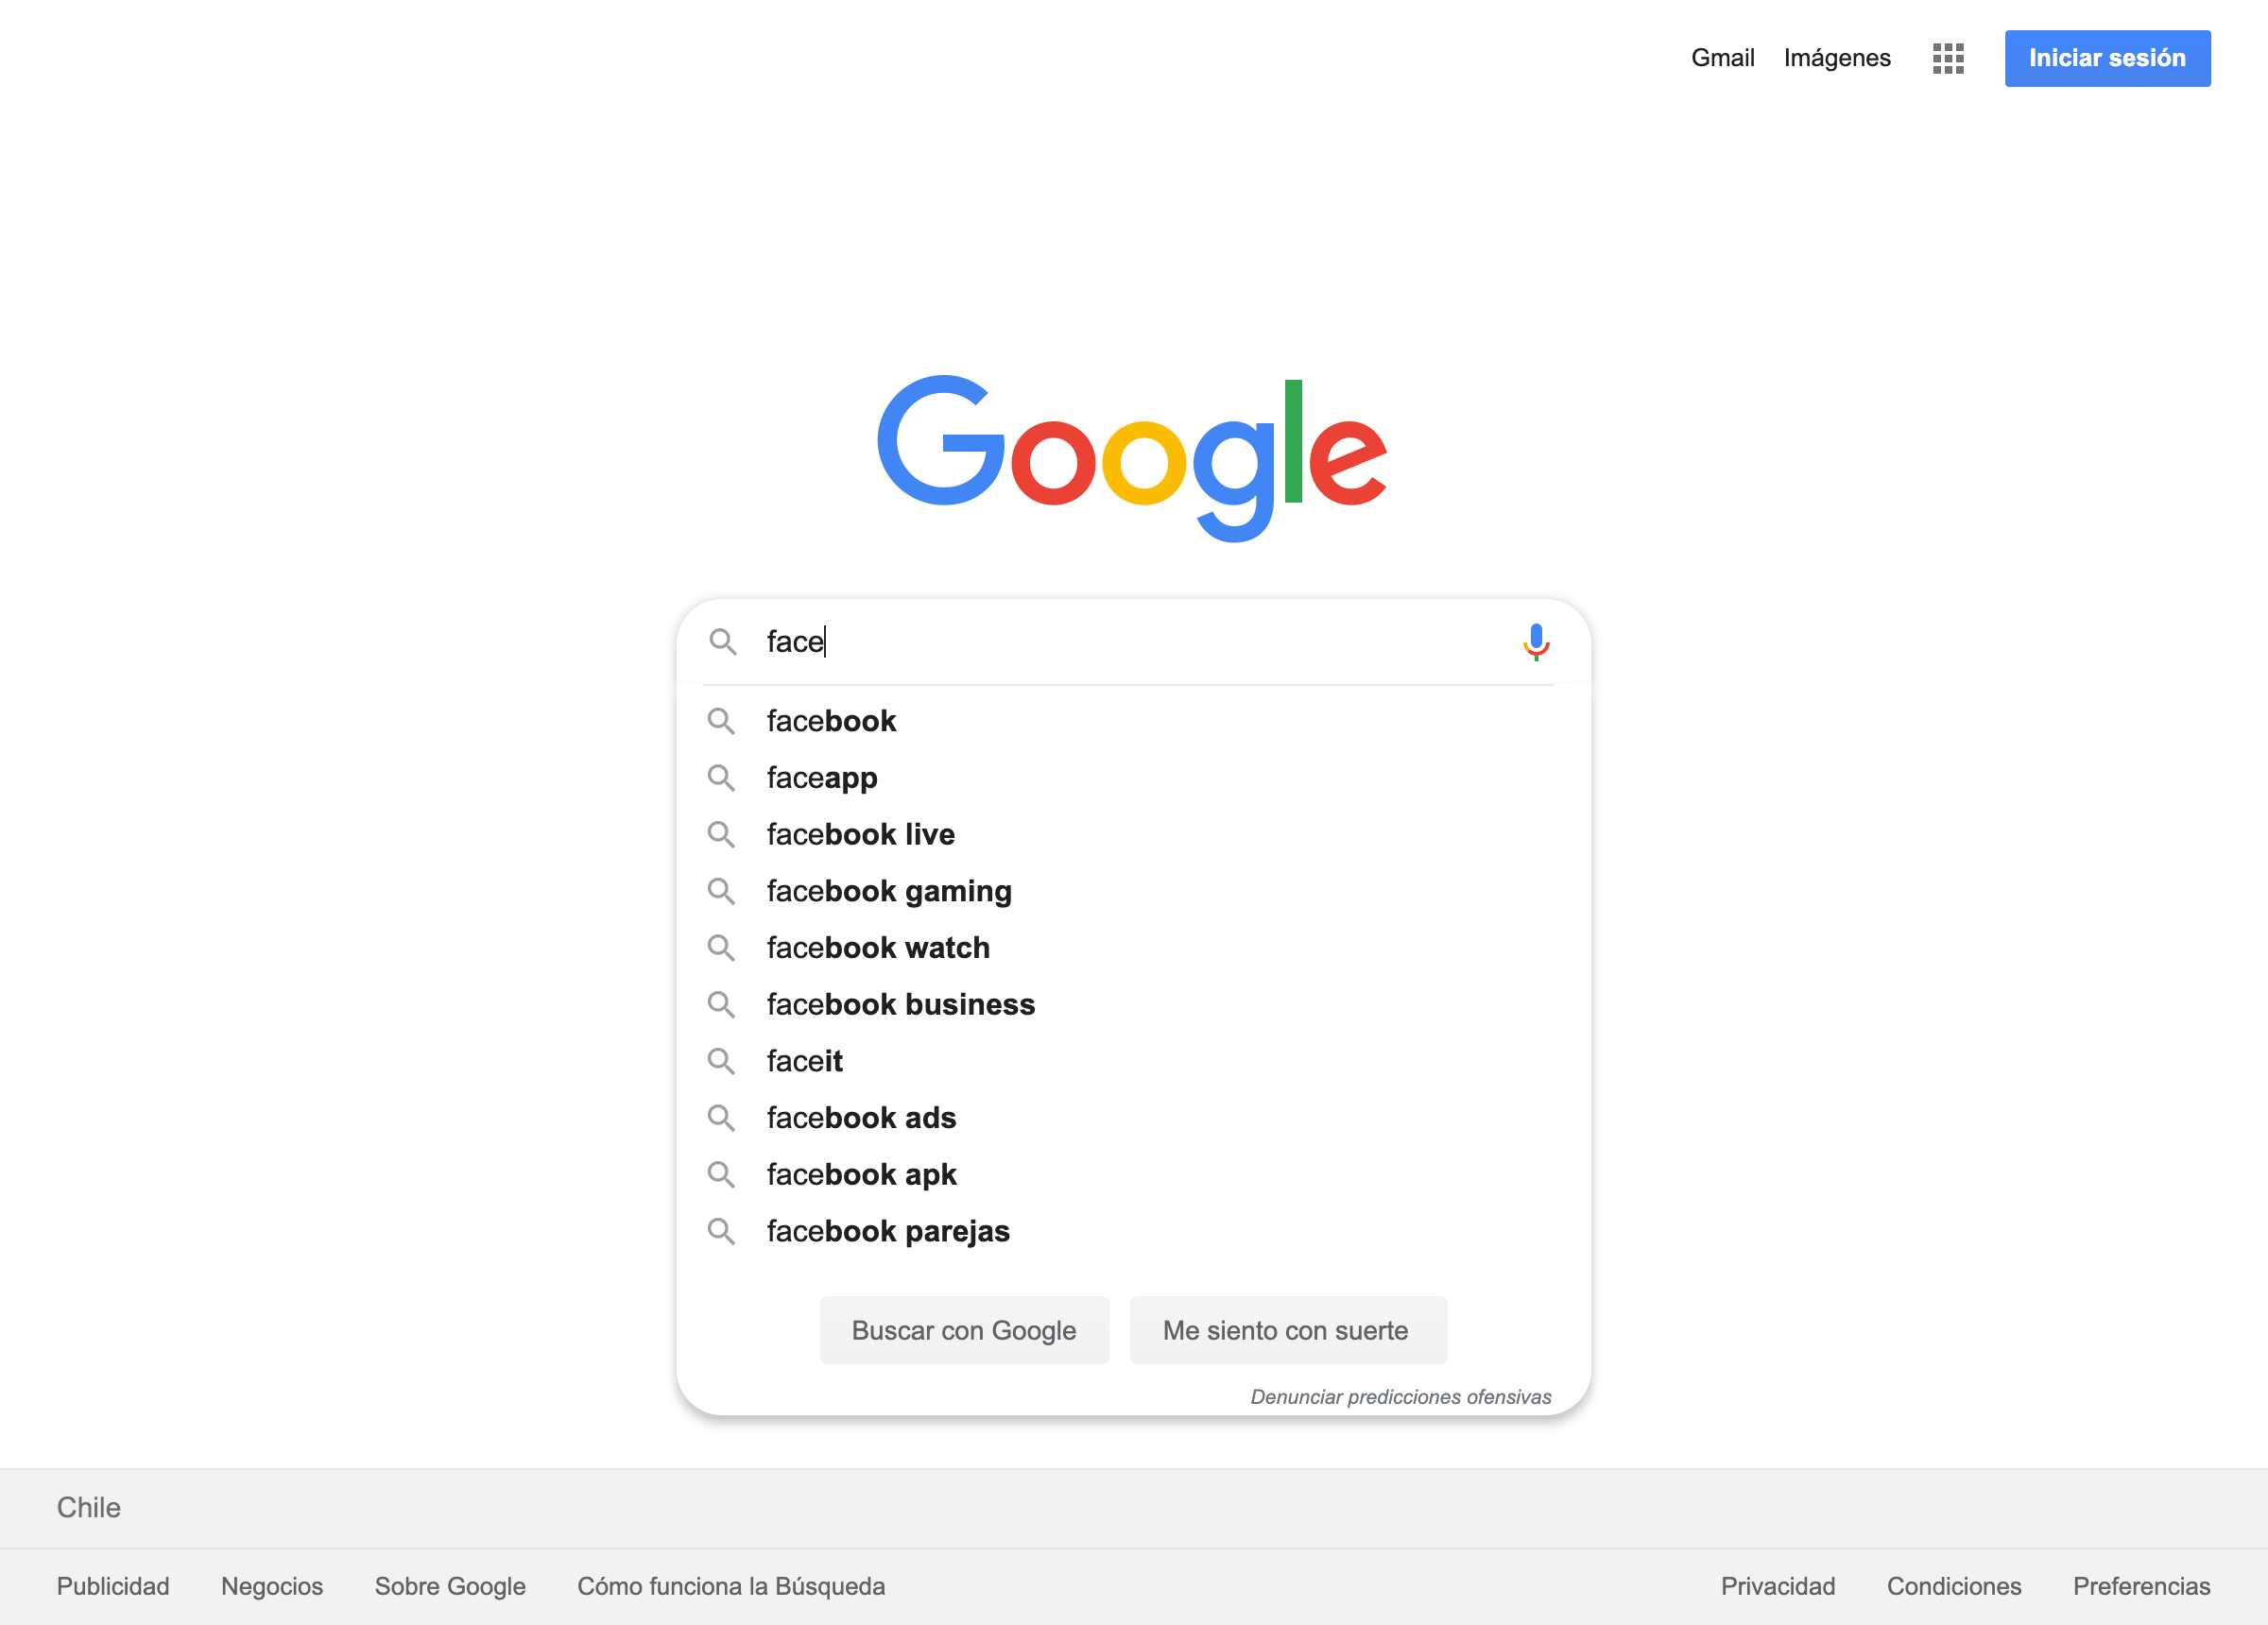 Gmail Imágenes Iniciar sesión
Google
face
facebook
faceapp
facebook live
facebook gaming
facebook watch
facebook business
faceit
facebook ads
facebook apk
facebook parejas
Buscar con Google Me siento con suerte
Denunciar predicciones ofensivas
Chile
Publicidad Negocios Sobre Google Cómo funciona la Búsqueda Privacidad Condiciones Preferencias